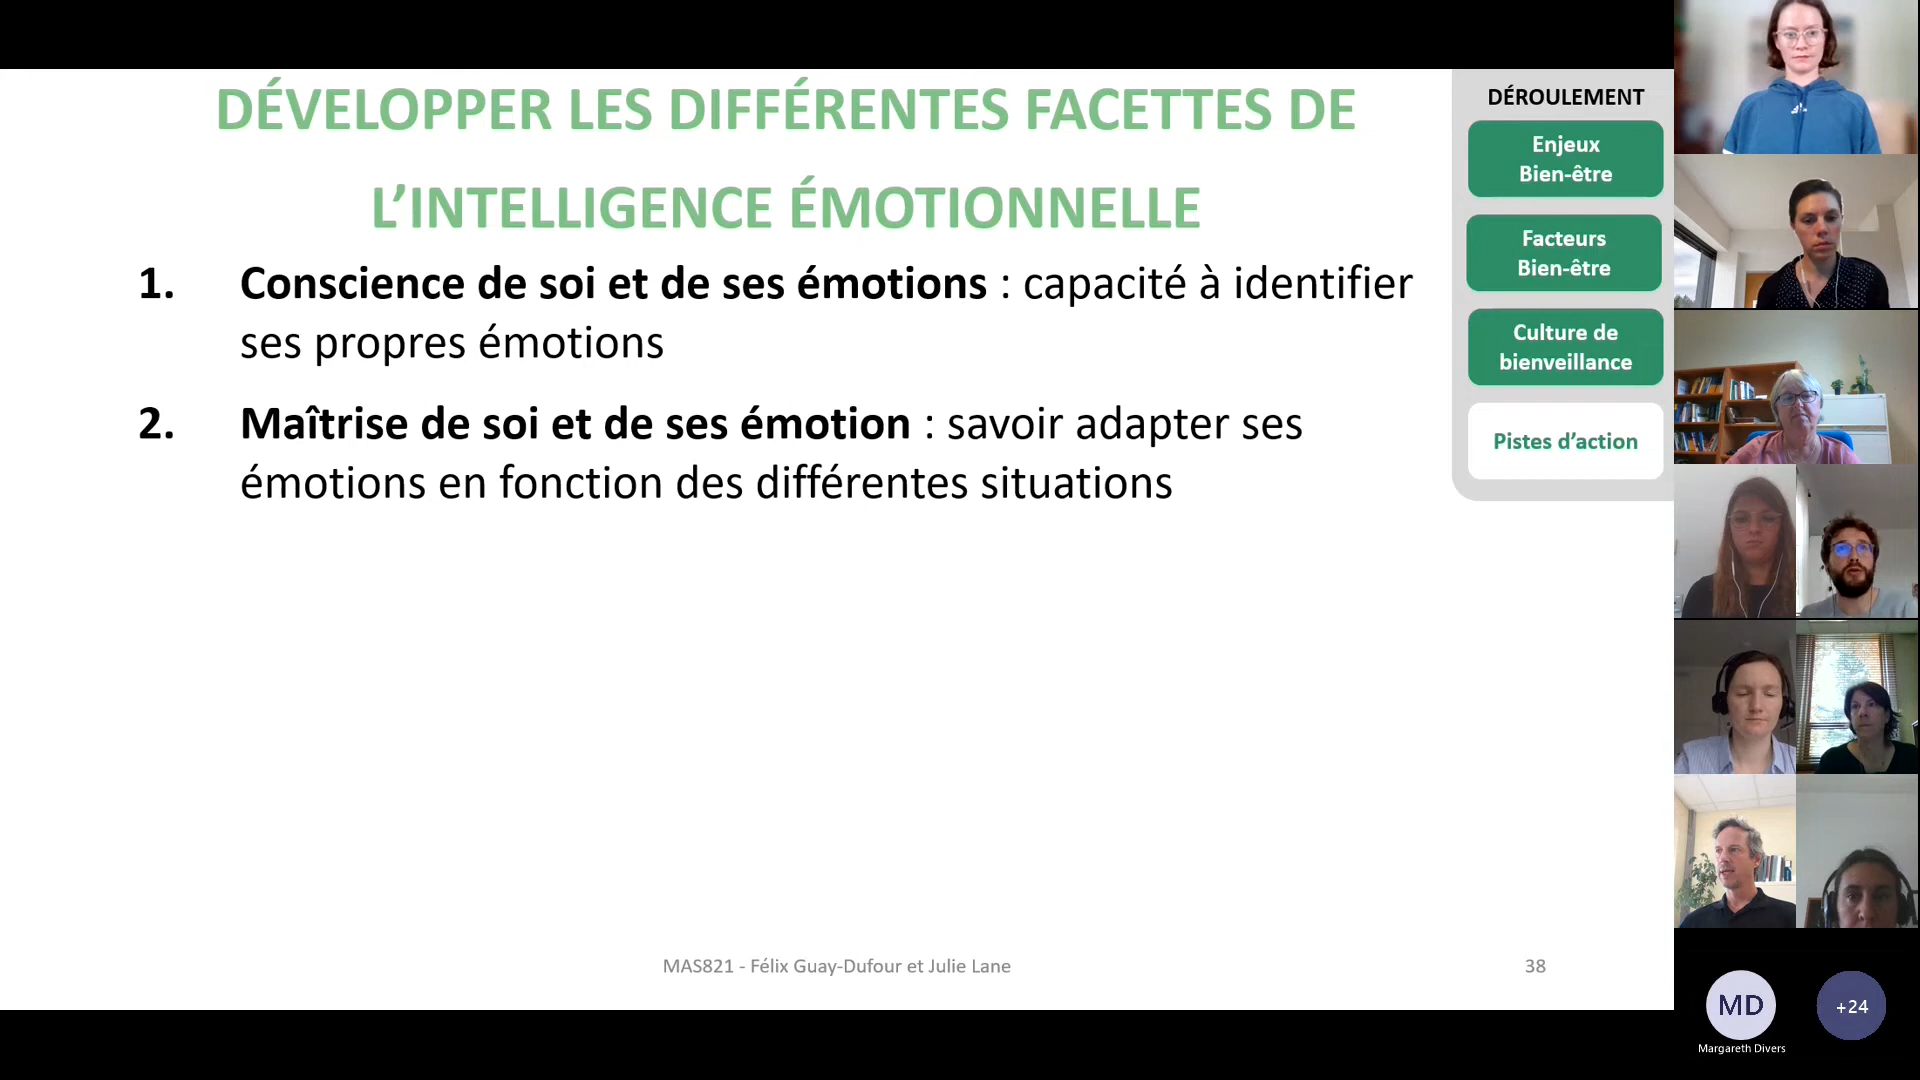 DÉVELOPPER LES DIFFÉRENTES FACETTES DE
L’INTELLIGENCE ÉMOTIONNELLE
1. Conscience de soi et de ses émotions : capacité à identifier
ses propres émotions
2. Maîtrise de soi et de ses émotion : savoir adapter ses
émotions en fonction des différentes situations
MAS821 - Félix Guay-Dufour et Julie Lane
38
DÉROULEMENT
Enjeux
Bien-être
Facteurs
Bien-être
Culture de
bienveillance
Pistes d’action
MD
Margareth Divers
+24